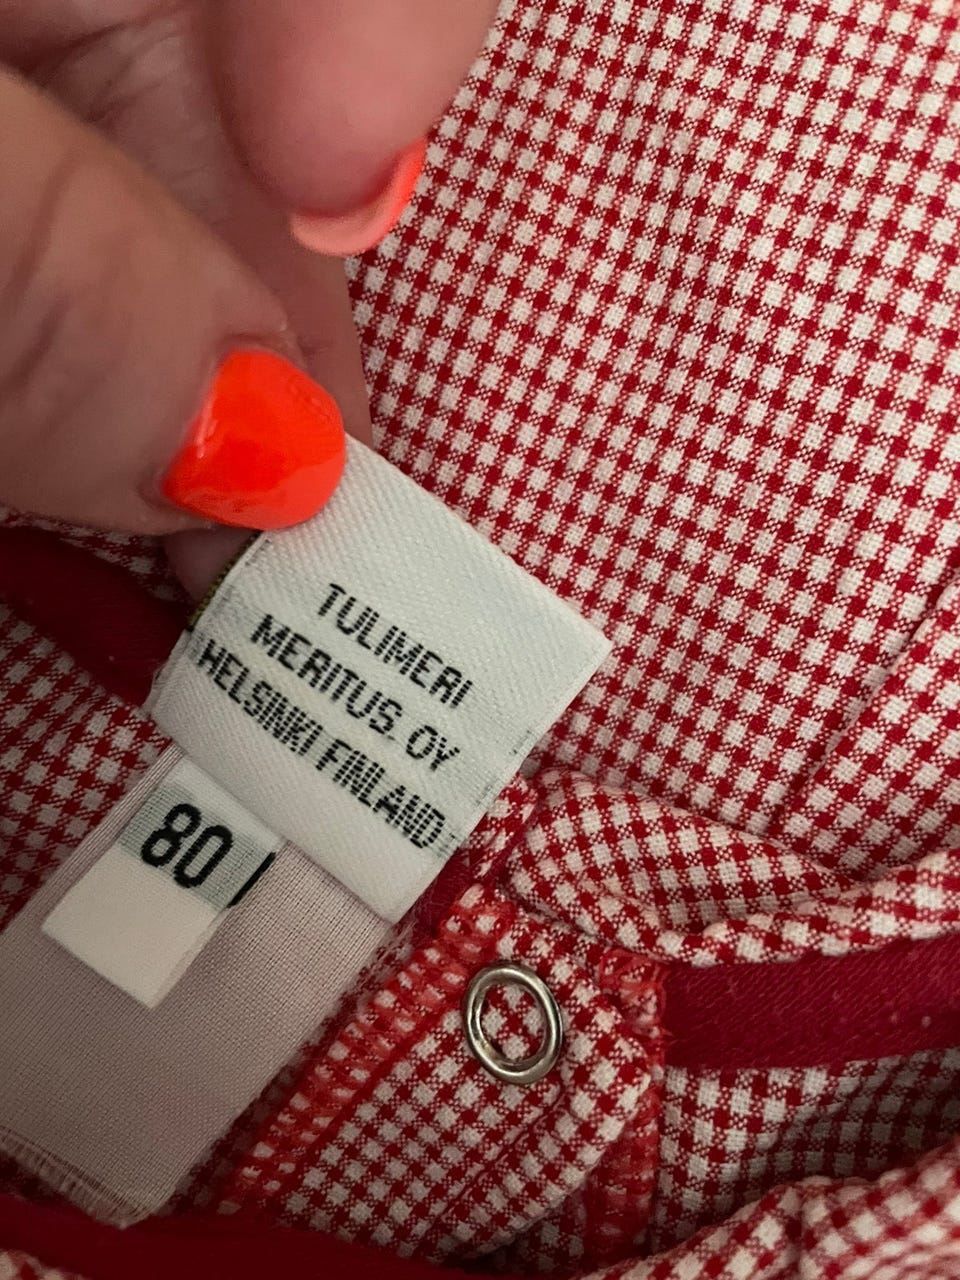 TULIMERI
MERITUS OY
HELSINKI FINLAND
80